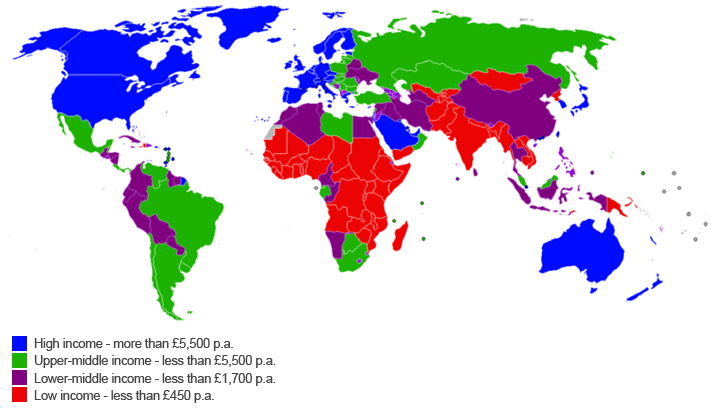 High income - more than £5,500 p.a.
Upper-middle income - less than £5,500 p.a.
Lower-middle income - less than £1,700 p.a.
Low income - less than £450 p.a.